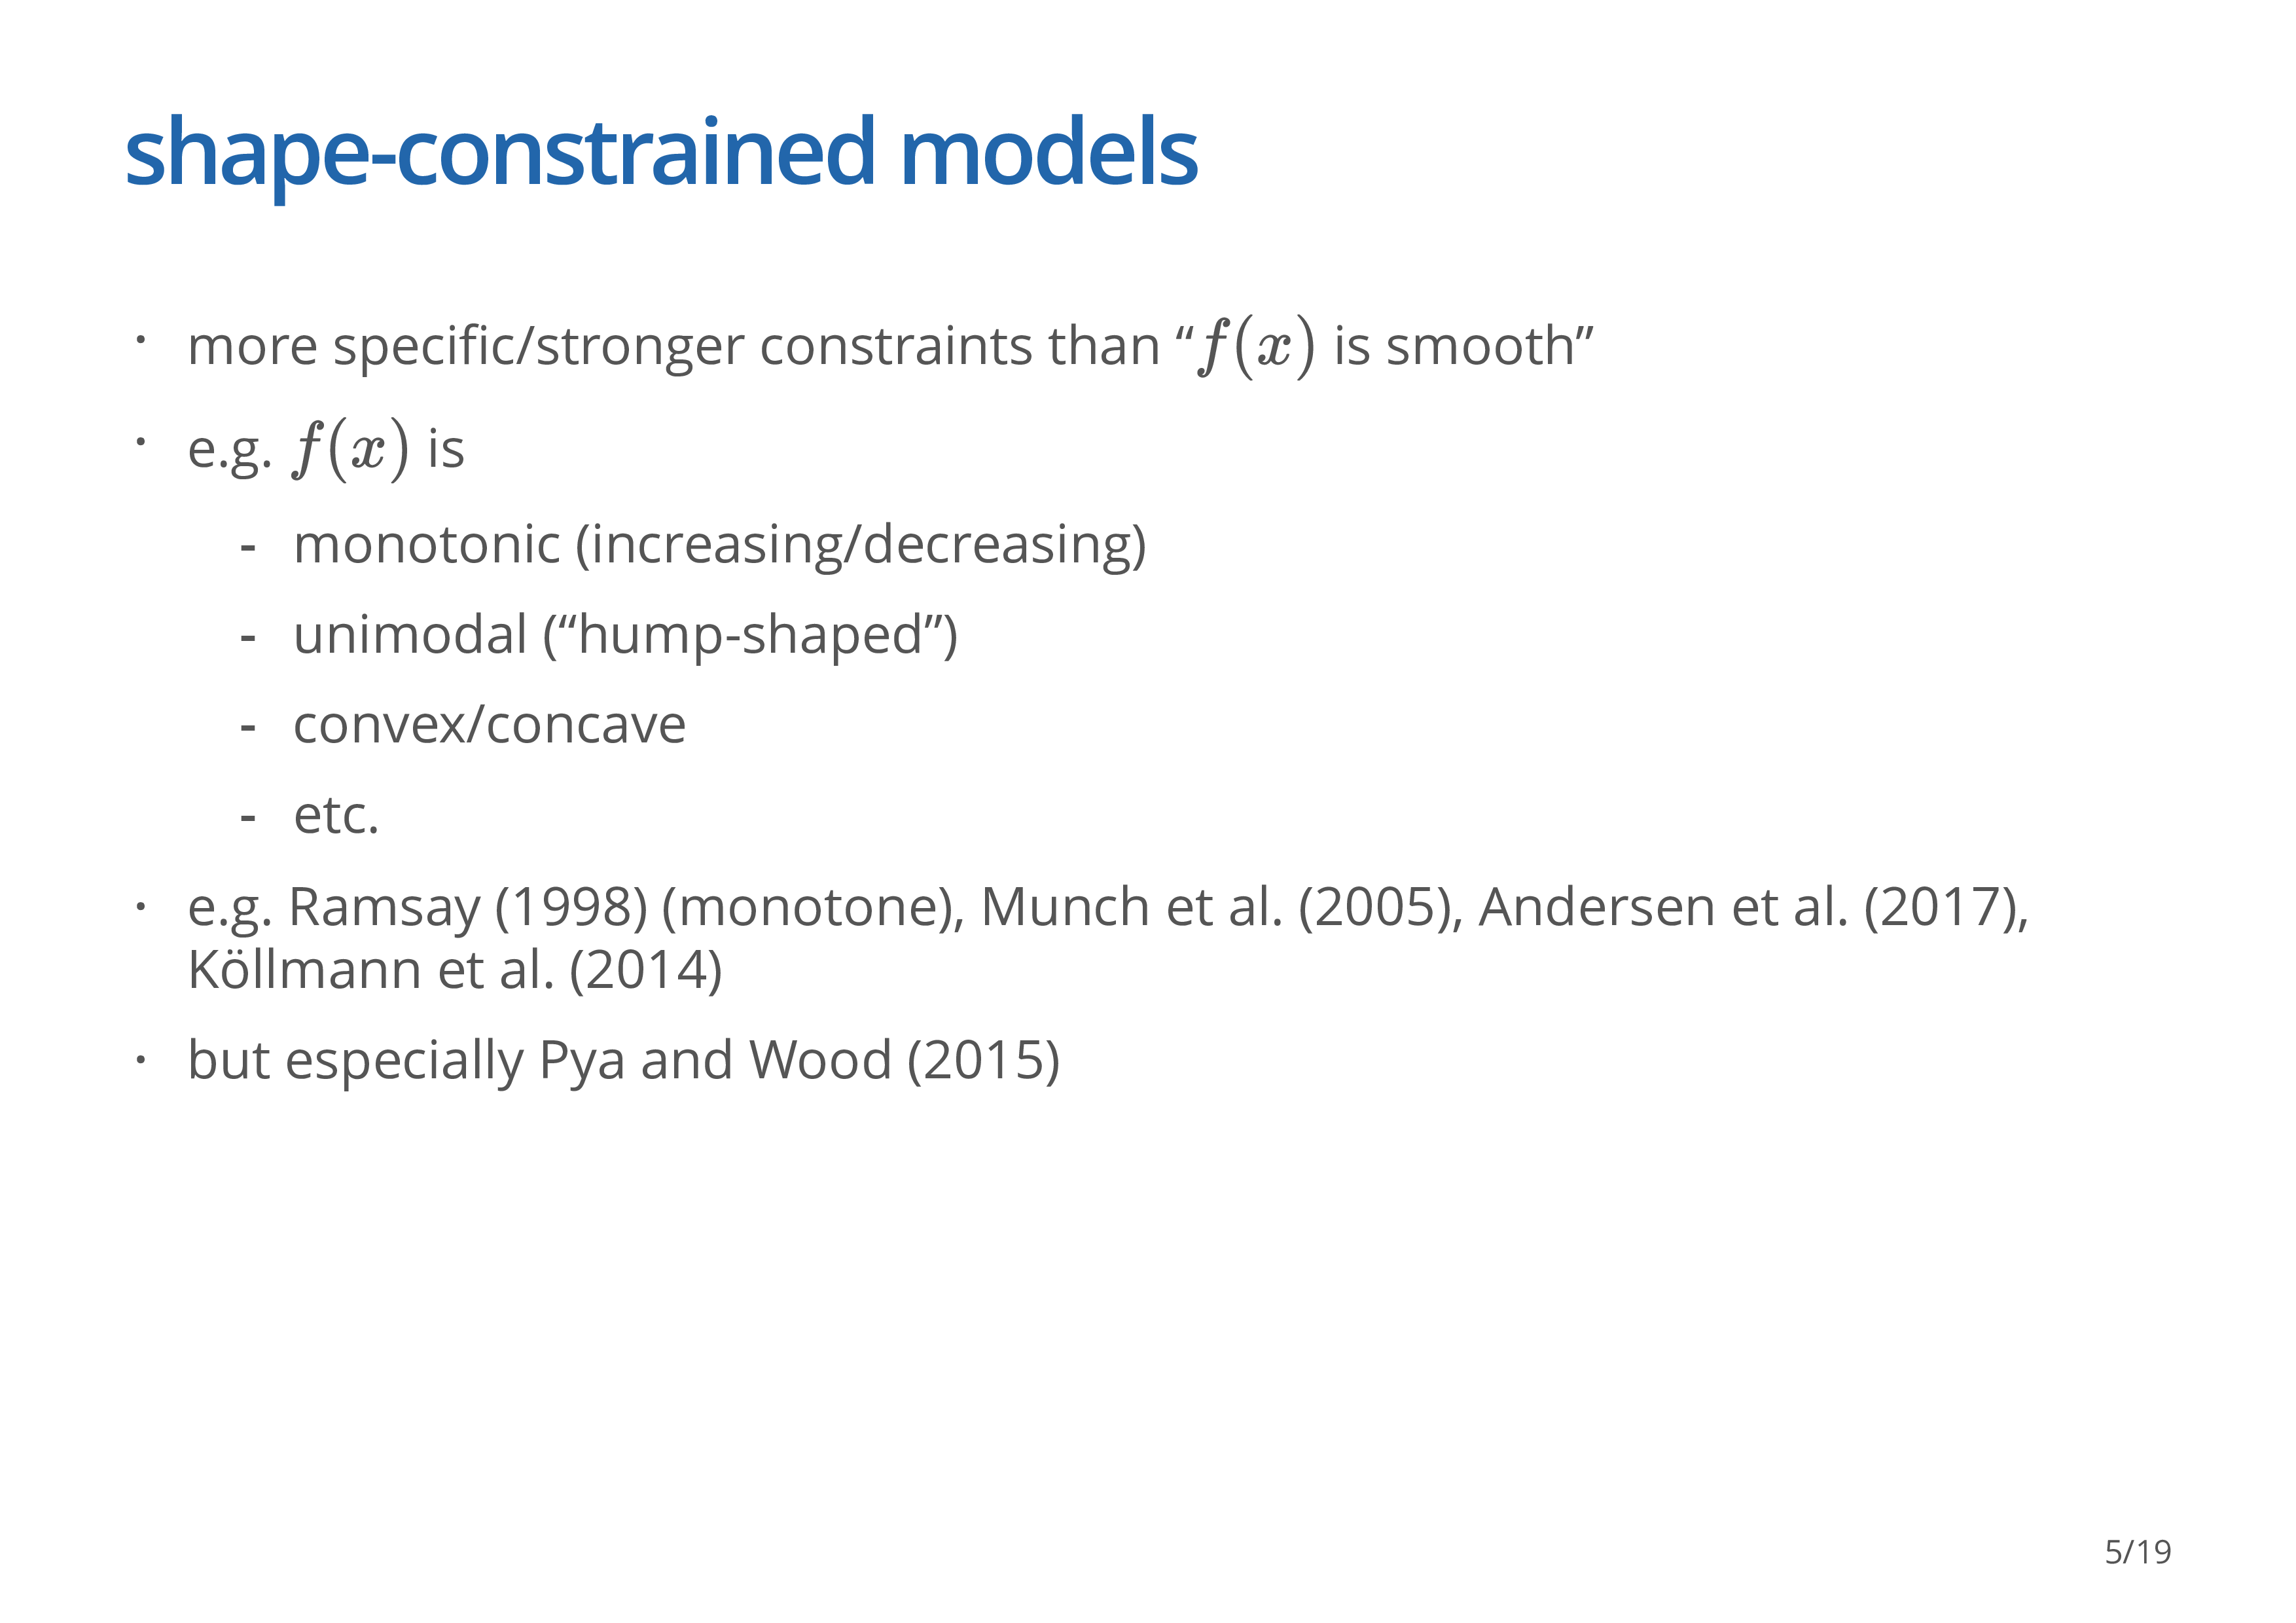 shape-constrained models
· more specific/stronger constraints than “f(x) is smooth”
· e.g. f(x) is
- monotonic (increasing/decreasing)
- unimodal (“hump-shaped”)
- convex/concave
- etc.
· e.g. Ramsay (1998) (monotone), Munch et al. (2005), Andersen et al. (2017),
Köllmann et al. (2014)
· but especially Pya and Wood (2015)
5/19